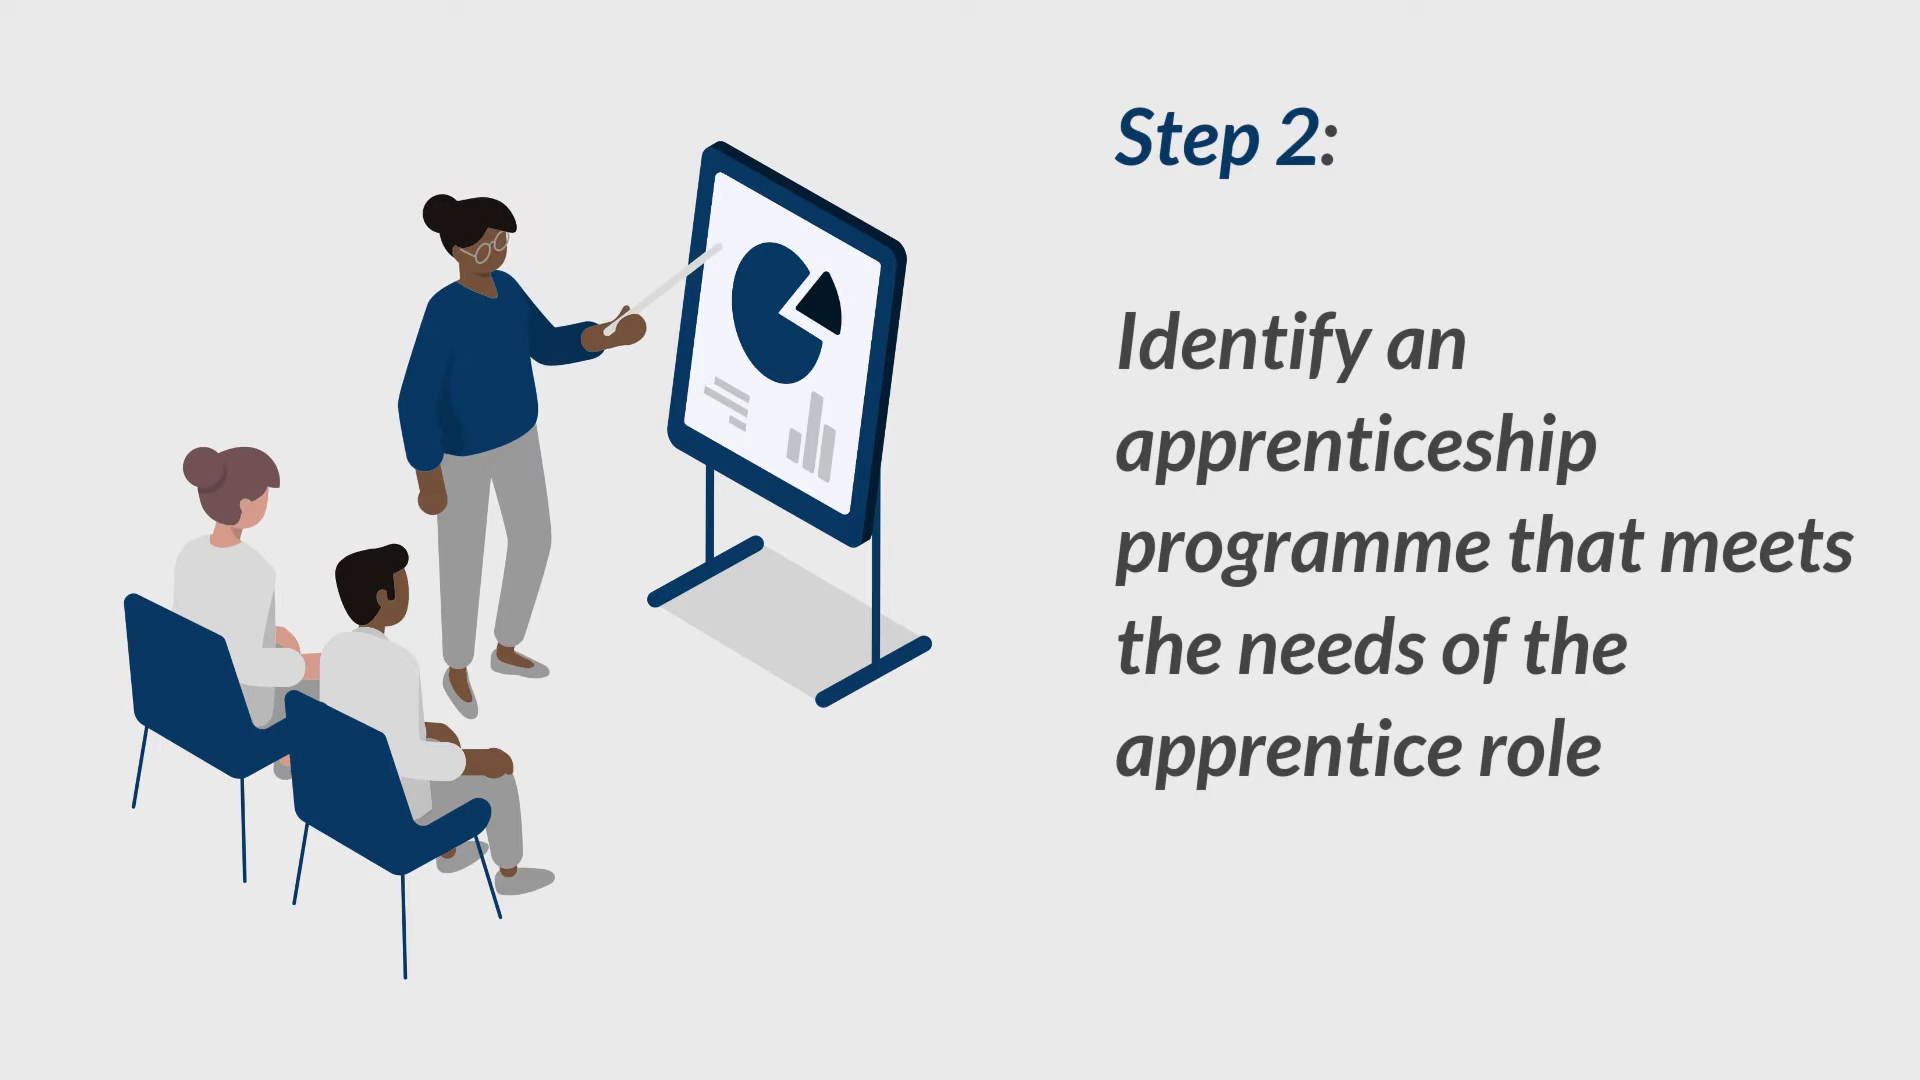 Step 2:
Identify an
apprenticeship
programme that meets
the needs of the
apprentice role